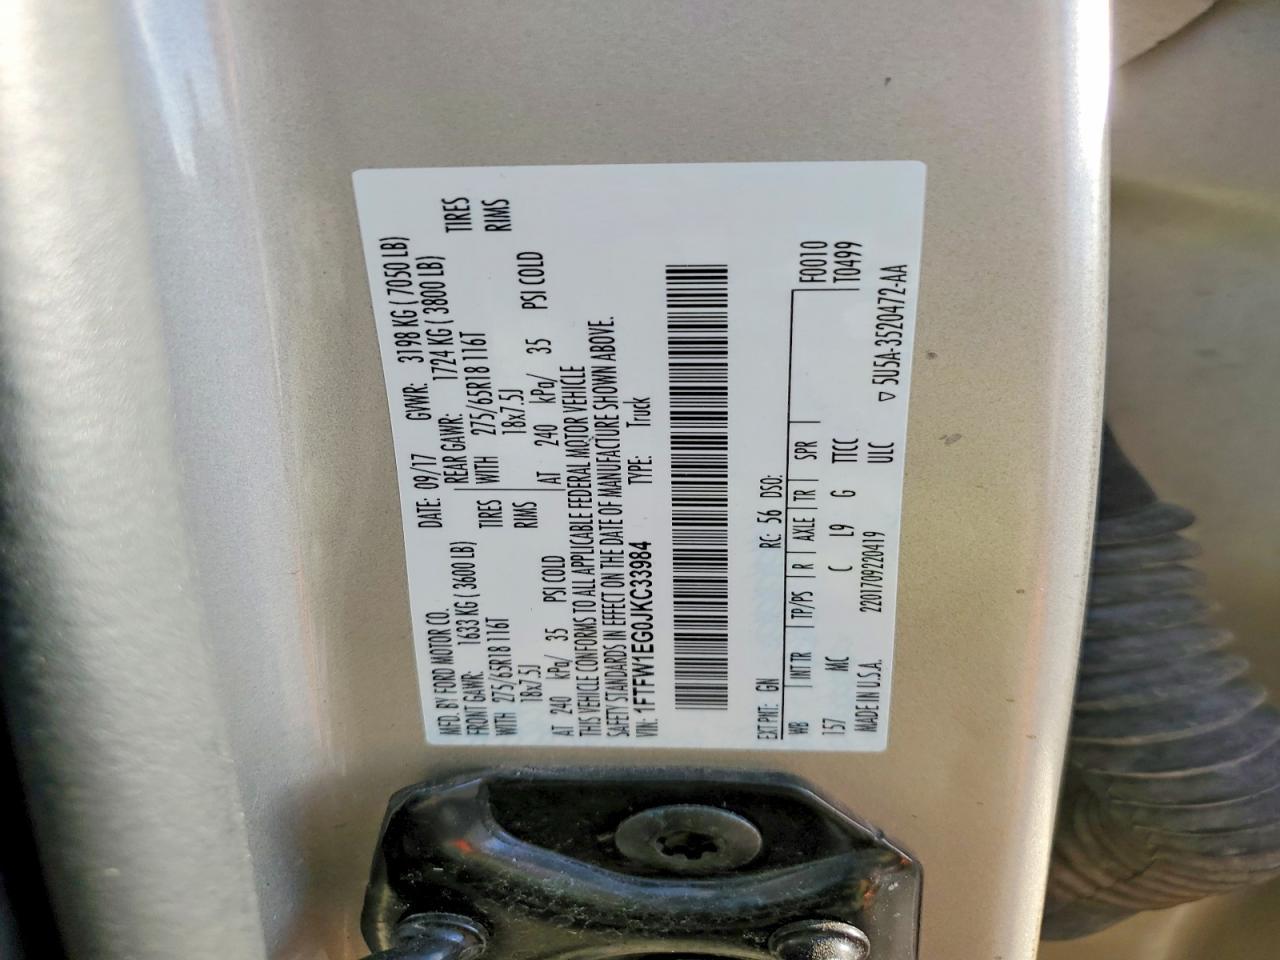 MFD. BY FORD MOTOR CO.
DATE: 09/17 GVWR: 3198 KG ( 7050 LB)
FRONT GAWR: 1633 KG ( 3600 LB) REAR GAWR: 1724 KG ( 3800 LB)
WITH 275/65R18 116T TIRES WITH 275/65R18 116T TIRES
18x7.5J RIMS 18x7.5J RIMS
AT 240 kPa/ 35 PSI COLD AT 240 kPa/ 35 PSI COLD
THIS VEHICLE CONFORMS TO ALL APPLICABLE FEDERAL MOTOR VEHICLE
SAFETY STANDARDS IN EFFECT ON THE DATE OF MANUFACTURE SHOWN ABOVE.
VIN: 1FTFW1EG0JKC33984 TYPE: Truck
EXT PNT: GN RC: 56 DSO:
WB INT TR TP/PS R AXLE TR SPR F0010
157 MC C L9 G TTCC T0499
MADE IN U.S.A. 2201709220419 ULC ▽ 5U5A-3520472-AA